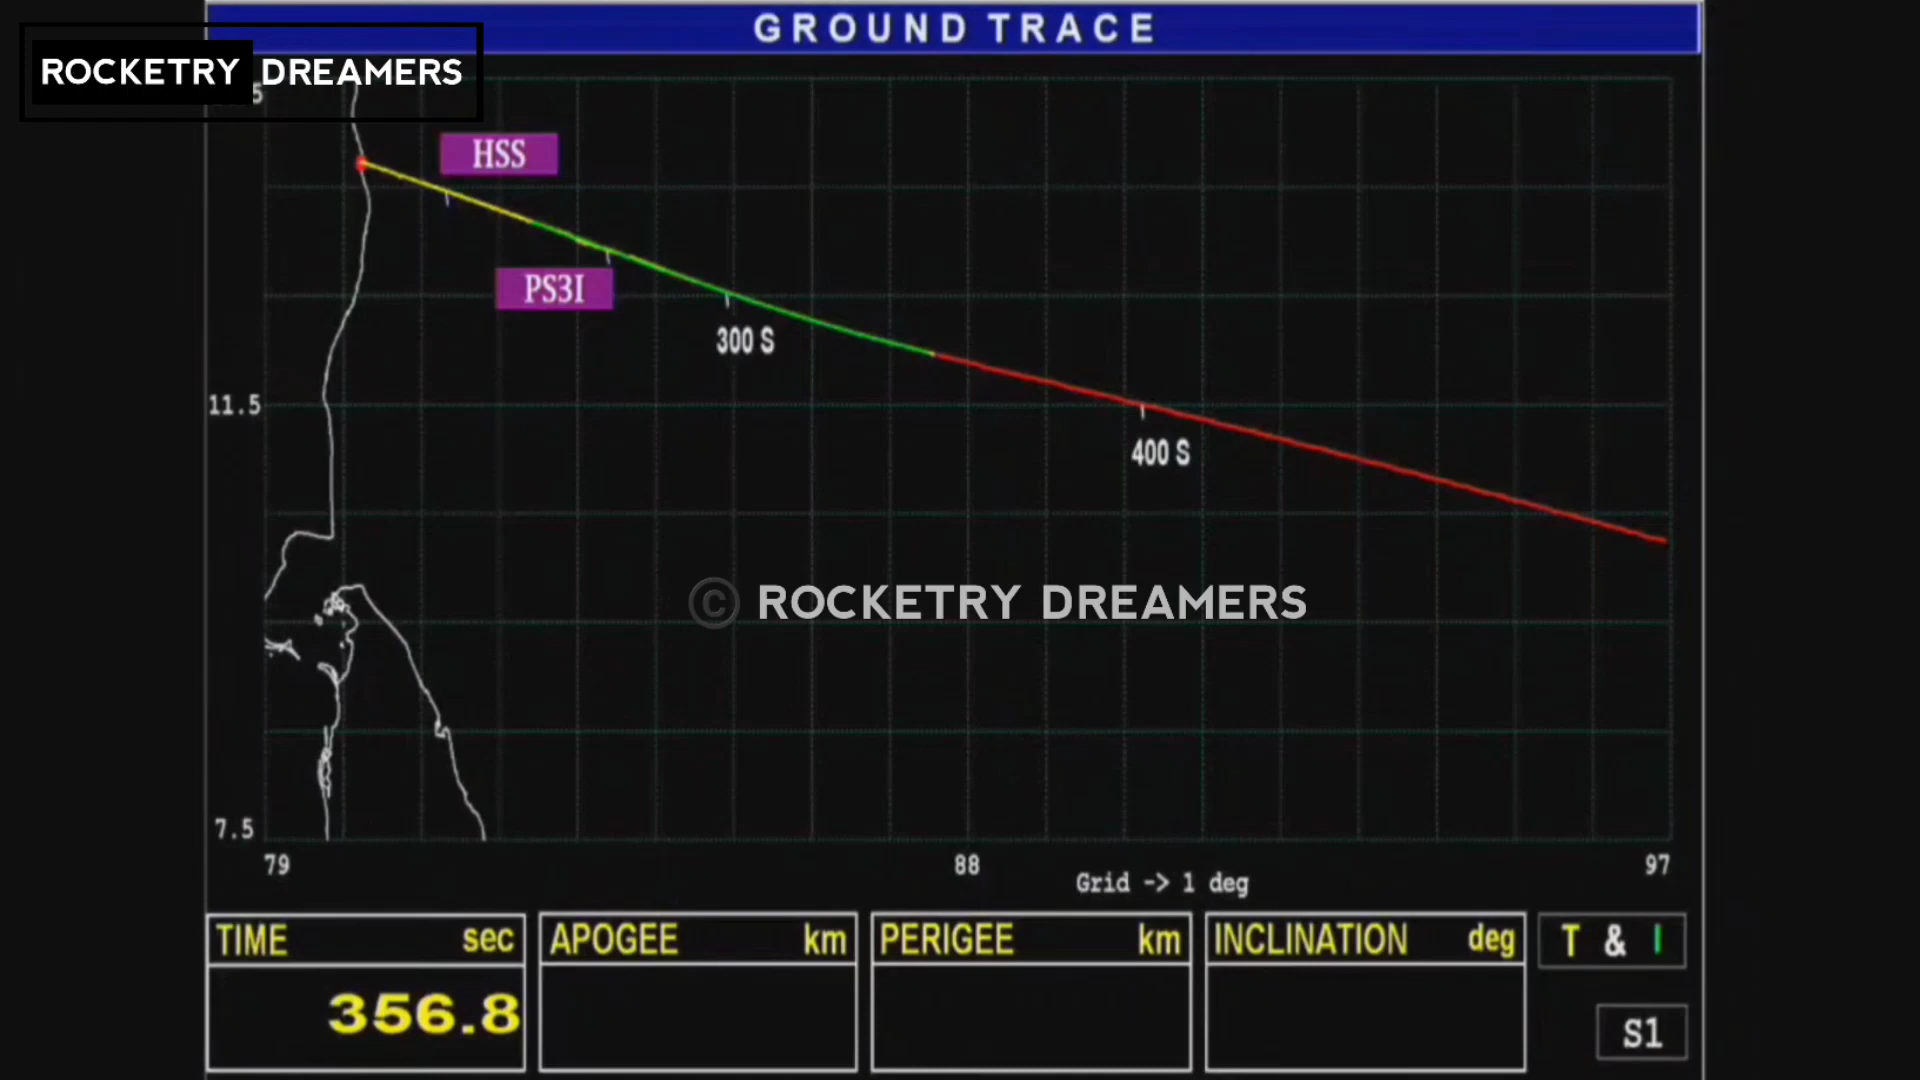 GROUND TRACE
ROCKETRY DREAMERS
5
HSS
PS3I
300 S
11.5
400 S
© ROCKETRY DREAMERS
7.5
79
88
97
Grid -> 1 deg
TIME sec
APOGEE km
PERIGEE km
INCLINATION deg
T & I
356.8
S1